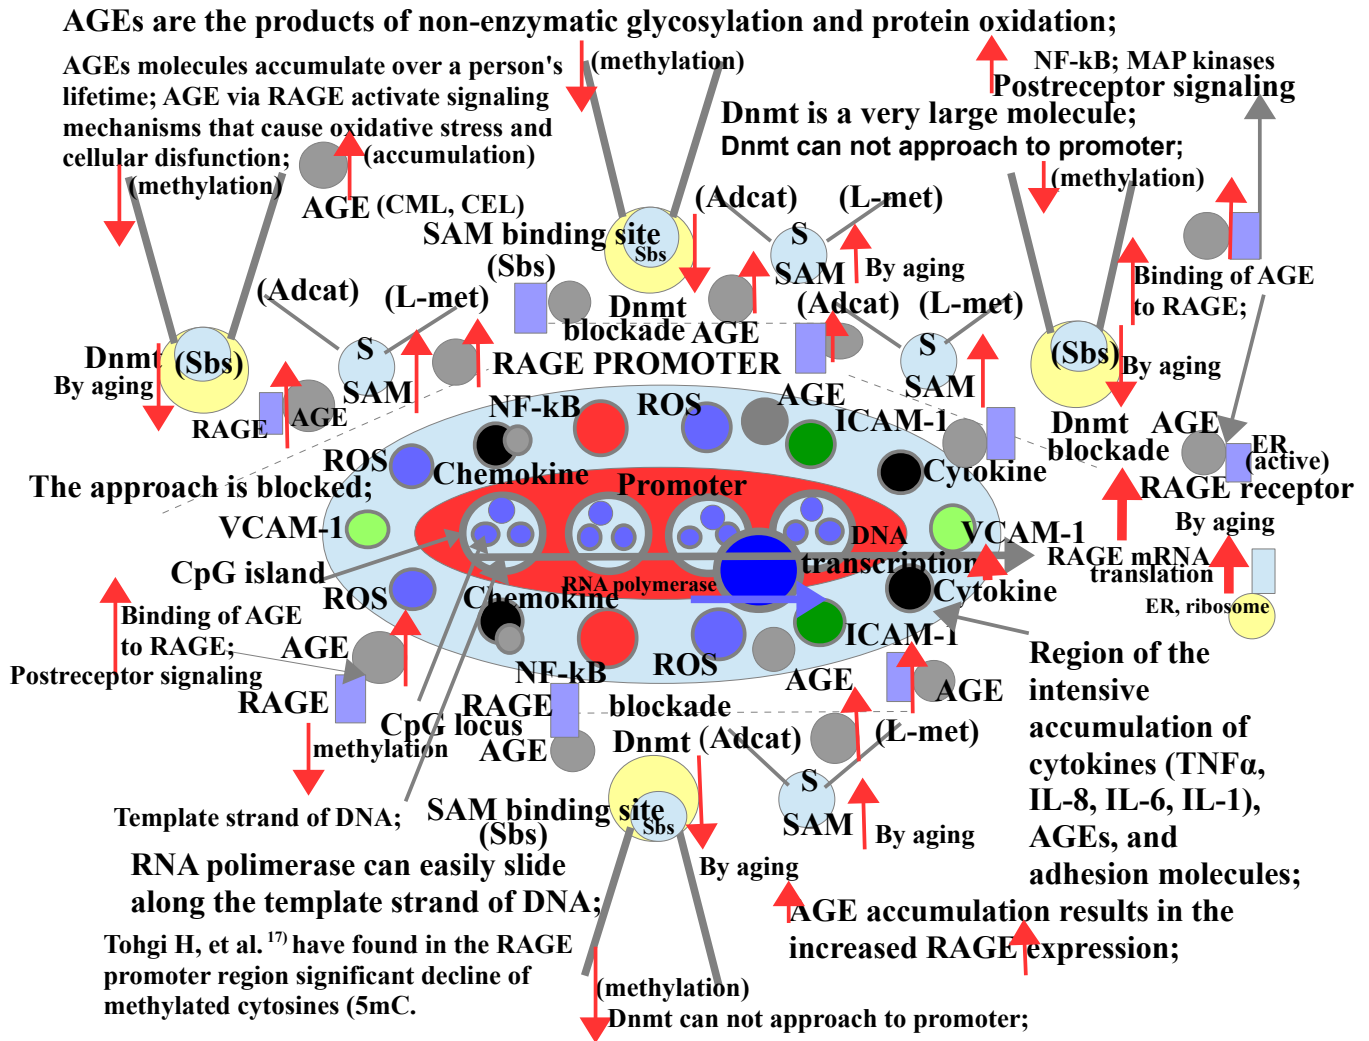 AGEs are the products of non-enzymatic glycosylation and protein oxidation;
AGEs molecules accumulate over a person's
lifetime; AGE via RAGE activate signaling
mechanisms that cause oxidative stress and
cellular disfunction;
(methylation)
(accumulation)
AGE (CML, CEL)
(methylation)
NF-kB; MAP kinases
Postreceptor signaling
Dnmt is a very large molecule;
Dnmt can not approach to promoter;
(methylation)
(Adcat)
(L-met)
SAM binding site
(Sbs)
Sbs
S
SAM
By aging
Dnmt
blockade
AGE
Binding of AGE
to RAGE;
(Adcat)
(L-met)
S
SAM
Dnmt
By aging
(Sbs)
RAGE
AGE
RAGE PROMOTER
(Adcat)
(L-met)
S
SAM
AGE
(Sbs)
By aging
Dnmt
blockade
AGE
ER,
(active)
RAGE receptor
By aging
RAGE mRNA
translation
ER, ribosome
The approach is blocked;
NF-kB
ROS
ICAM-1
ROS
Chemokine
Cytokine
Promoter
VCAM-1
VCAM-1
DNA
transcription
RNA polymerase
CpG island
ROS
Chemokine
Cytokine
NF-kB
ROS
ICAM-1
Binding of AGE
to RAGE;
Postreceptor signaling
AGE
RAGE
methylation
CpG locus
RAGE
AGE
blockade
Dnmt
(Adcat)
AGE
AGE
(L-met)
S
SAM
By aging
Region of the
intensive
accumulation of
cytokines (TNFα,
IL-8, IL-6, IL-1),
AGEs, and
adhesion molecules;
Template strand of DNA;
SAM binding site
(Sbs)
Sbs
By aging
RNA polimerase can easily slide
along the template strand of DNA;
AGE accumulation results in the
increased RAGE expression;
Tohgi H, et al. 17) have found in the RAGE
promoter region significant decline of
methylated cytosines (5mC.
(methylation)
Dnmt can not approach to promoter;